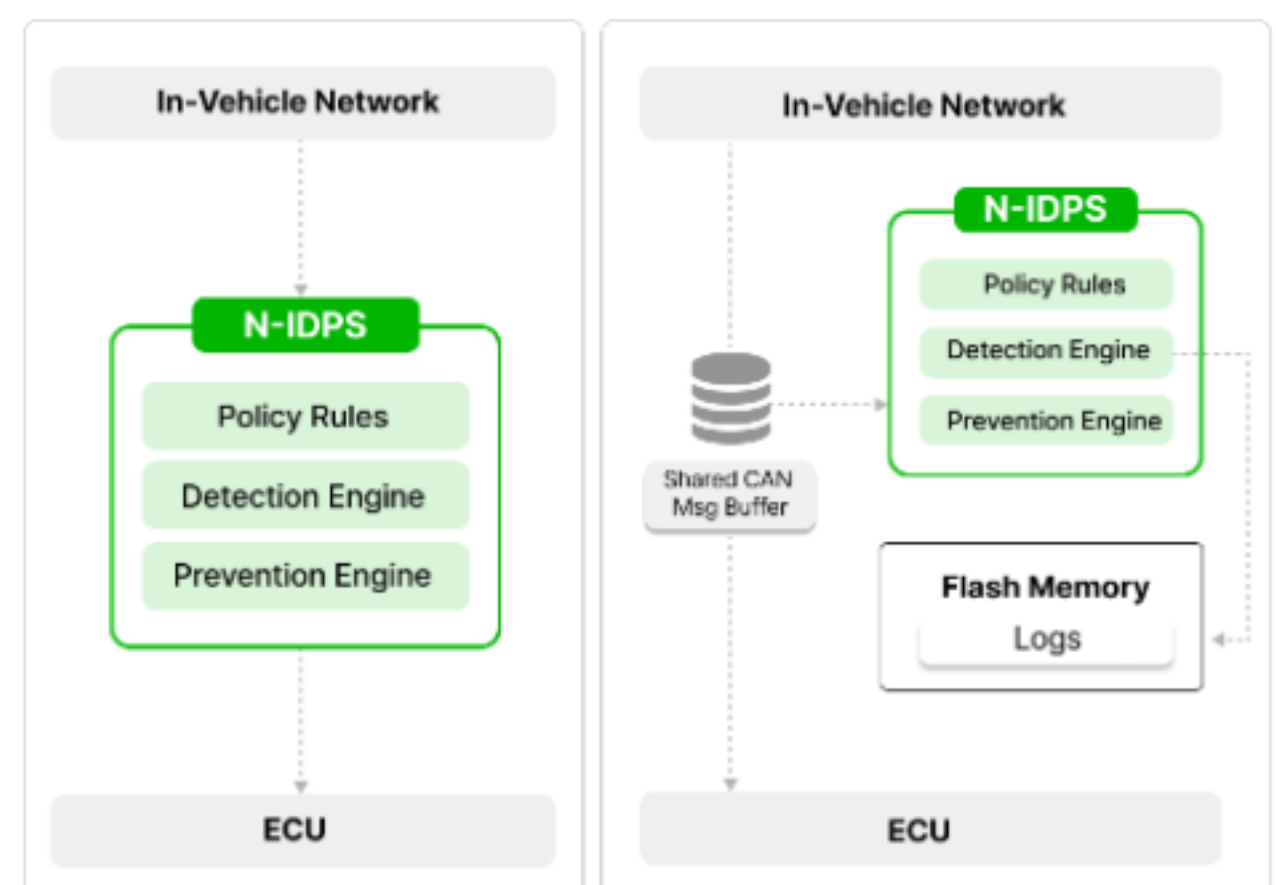 In-Vehicle Network
N-IDPS
Policy Rules
Detection Engine
Prevention Engine
ECU
In-Vehicle Network
N-IDPS
Policy Rules
Detection Engine
Prevention Engine
Shared CAN
Msg Buffer
Flash Memory
Logs
ECU